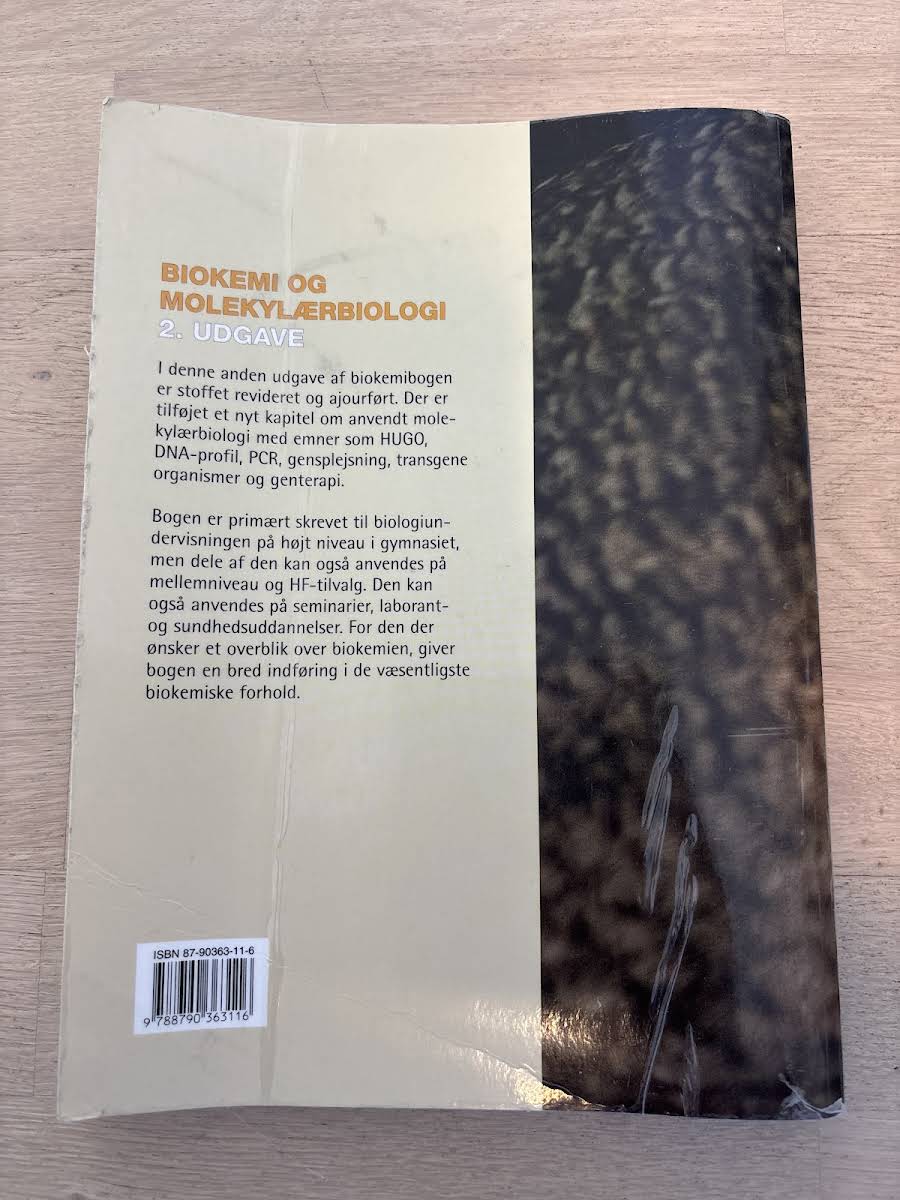 BIOKEMI OG
MOLEKYLÆRBIOLOGI
2. UDGAVE
I denne anden udgave af biokemibogen
er stoffet revideret og ajourført. Der er
tilføjet et nyt kapitel om anvendt mole-
kylærbiologi med emner som HUGO,
DNA-profil, PCR, gensplejsning, transgene
organismer og genterapi.
Bogen er primært skrevet til biologiun-
dervisningen på højt niveau i gymnasiet,
men dele af den kan også anvendes på
mellemniveau og HF-tilvalg. Den kan
også anvendes på seminarier, laborant-
og sundhedsuddannelser. For den der
ønsker et overblik over biokemien, giver
bogen en bred indføring i de væsentligste
biokemiske forhold.
ISBN 87-90363-11-6
9 788790 363116